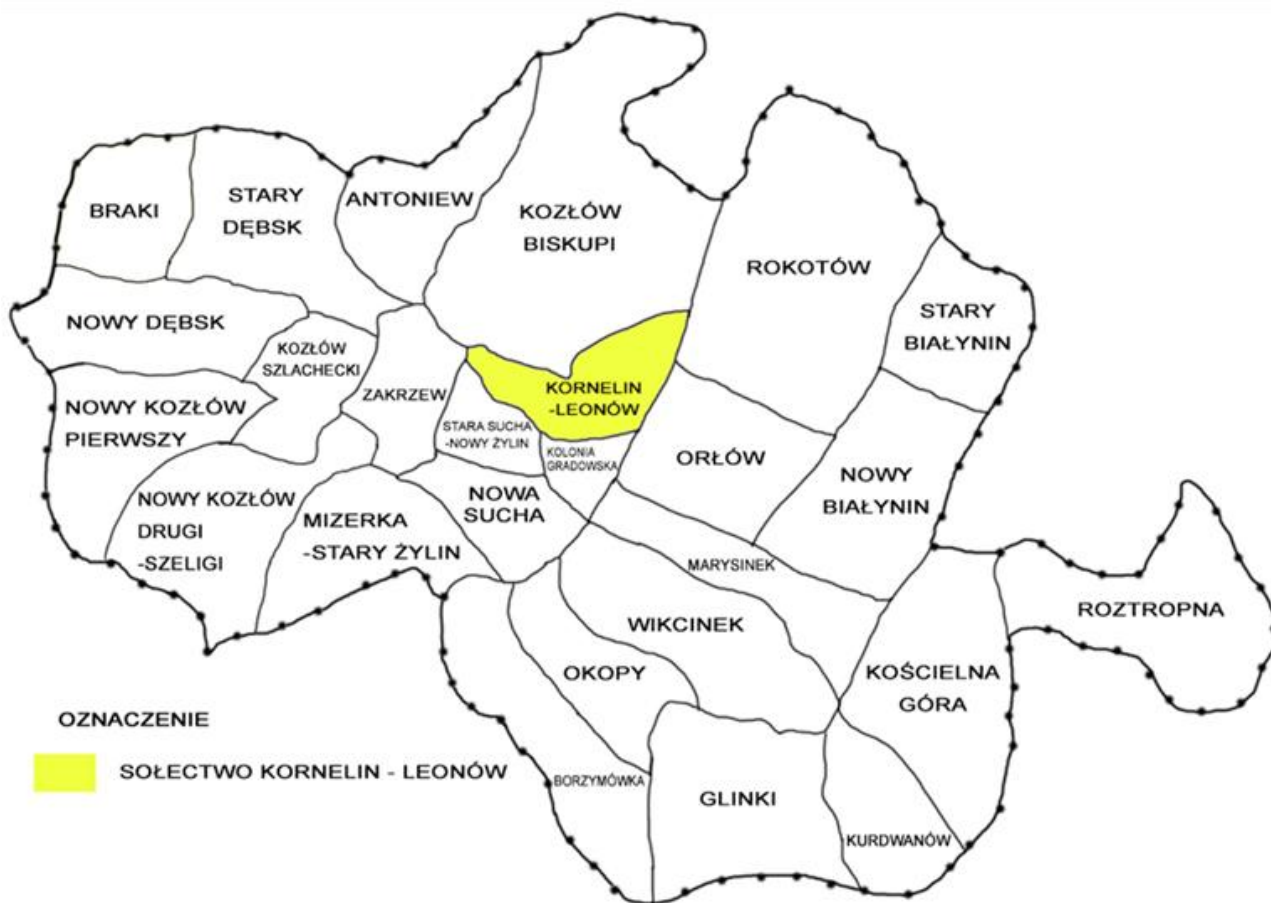 BRAKI
STARY
DĘBSK
ANTONIEW
KOZŁÓW
BISKUPI
ROKOTÓW
STARY
BIAŁYNIN
NOWY DĘBSK
KOZŁÓW
SZLACHECKI
ZAKRZEW
KORNELIN
-LEONÓW
NOWY KOZŁÓW
PIERWSZY
STARA SUCHA
-NOWY ŻYLIN
KOLONIA
GRADOWSKA
ORŁÓW
NOWY
BIAŁYNIN
NOWY KOZŁÓW
DRUGI
-SZELIGI
MIZERKA
-STARY ŻYLIN
NOWA
SUCHA
MARYSINEK
ROZTROPNA
WIKCINEK
OKOPY
KOŚCIELNA
GÓRA
BORZYMÓWKA
GLINKI
KURDWANÓW
OZNACZENIE
SOŁECTWO KORNELIN - LEONÓW